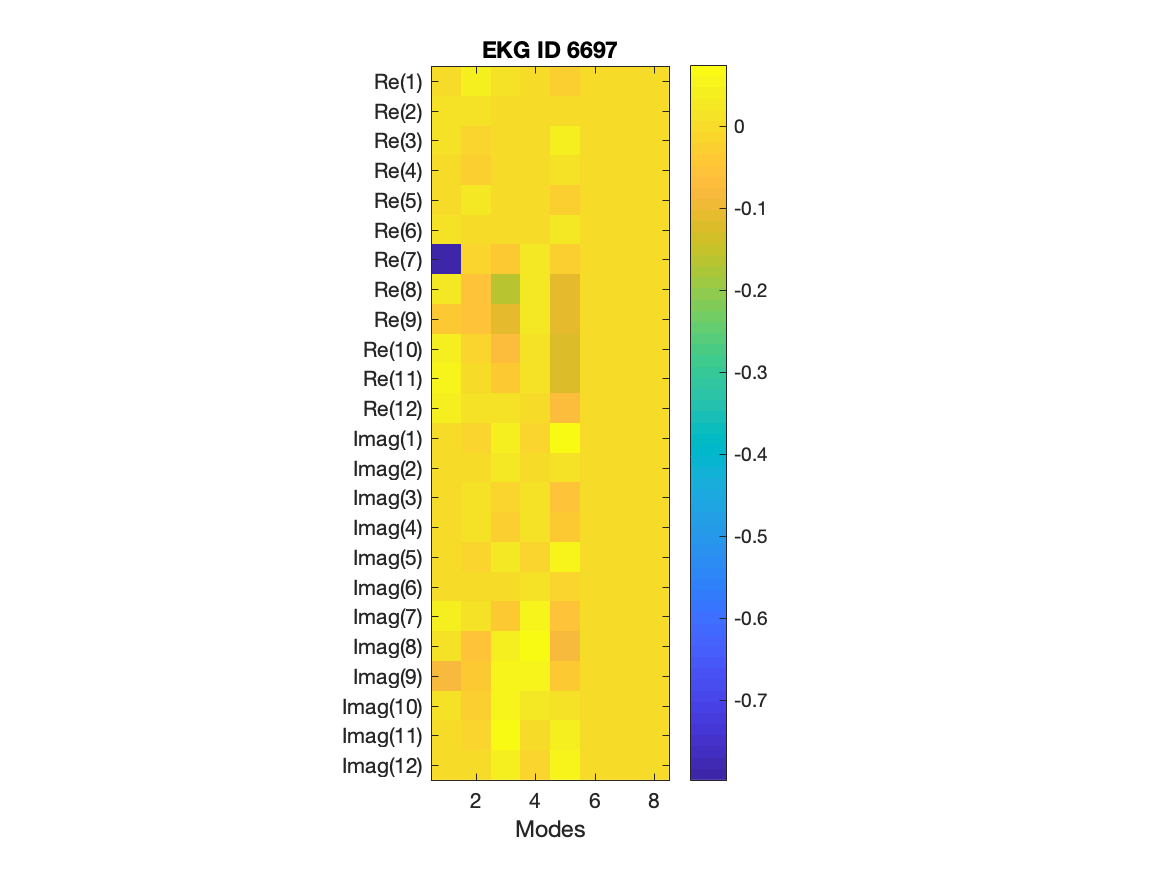 EKG ID 6697
Re(1)
Re(2)
Re(3)
Re(4)
Re(5)
Re(6)
Re(7)
Re(8)
Re(9)
Re(10)
Re(11)
Re(12)
Imag(1)
Imag(2)
Imag(3)
Imag(4)
Imag(5)
Imag(6)
Imag(7)
Imag(8)
Imag(9)
Imag(10)
Imag(11)
Imag(12)
2 4 6 8
Modes
0
-0.1
-0.2
-0.3
-0.4
-0.5
-0.6
-0.7